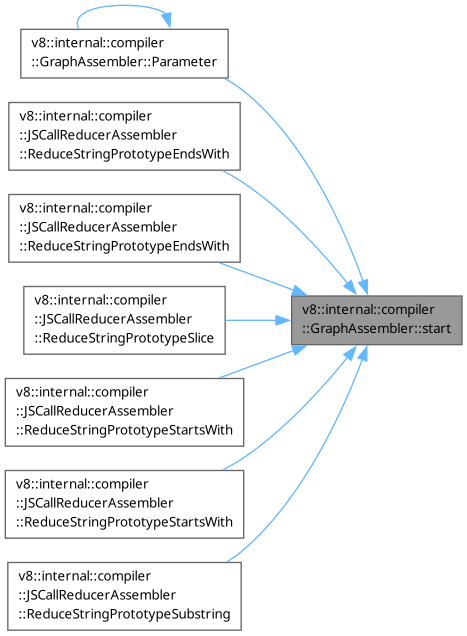 v8::internal::compiler
::GraphAssembler::Parameter
v8::internal::compiler
::JSCallReducerAssembler
::ReduceStringPrototypeEndsWith
v8::internal::compiler
::JSCallReducerAssembler
::ReduceStringPrototypeEndsWith
v8::internal::compiler
::JSCallReducerAssembler
::ReduceStringPrototypeSlice
v8::internal::compiler
::GraphAssembler::start
v8::internal::compiler
::JSCallReducerAssembler
::ReduceStringPrototypeStartsWith
v8::internal::compiler
::JSCallReducerAssembler
::ReduceStringPrototypeStartsWith
v8::internal::compiler
::JSCallReducerAssembler
::ReduceStringPrototypeSubstring